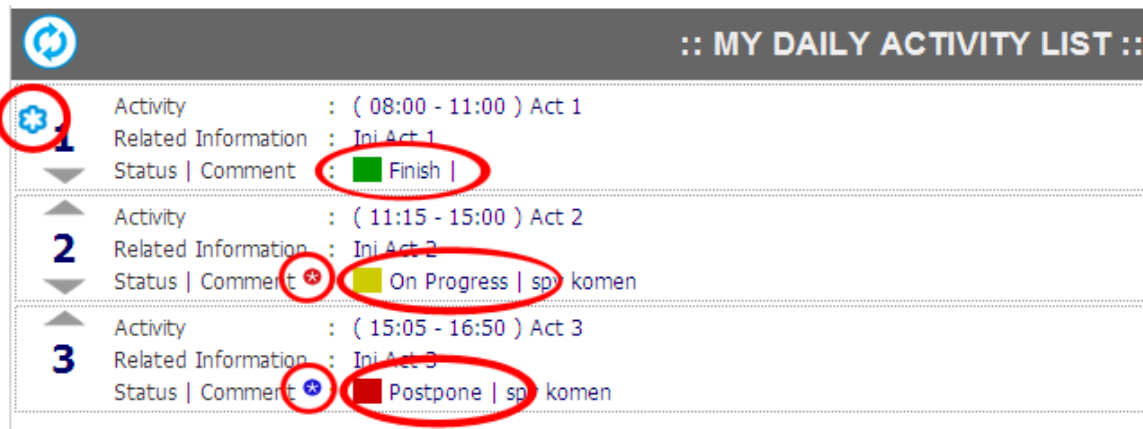 :: MY DAILY ACTIVITY LIST ::
1
Activity : ( 08:00 - 11:00 ) Act 1
Related Information : Ini Act 1
Status | Comment : Finish |
2
Activity : ( 11:15 - 15:00 ) Act 2
Related Information : Ini Act 2
Status | Comment : On Progress | spv komen
3
Activity : ( 15:05 - 16:50 ) Act 3
Related Information : Ini Act 3
Status | Comment : Postpone | spv komen